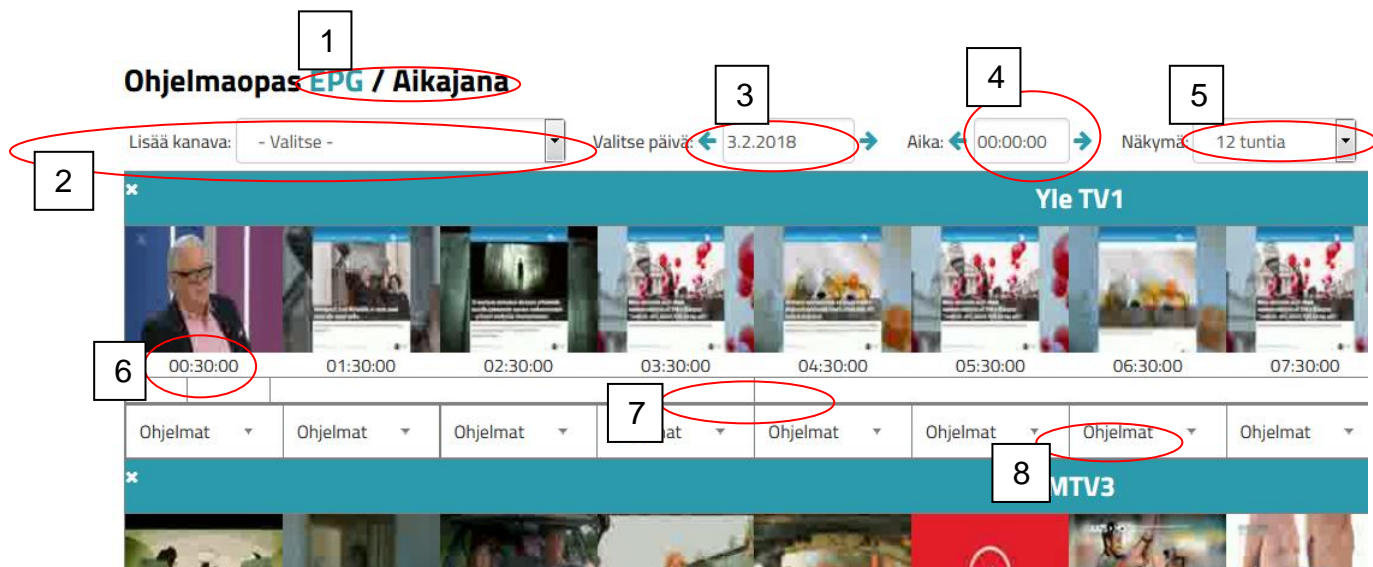 1
Ohjelmaopas EPG / Aikajana
3
4
5
Lisää kanava: - Valitse - Valitse päivä: 3.2.2018 Aika: 00:00:00 Näkymä: 12 tuntia
2
Yle TV1
6
00:30:00 01:30:00 02:30:00 03:30:00 04:30:00 05:30:00 06:30:00 07:30:00
7
Ohjelmat Ohjelmat Ohjelmat Ohjelmat Ohjelmat Ohjelmat Ohjelmat
8
MTV3